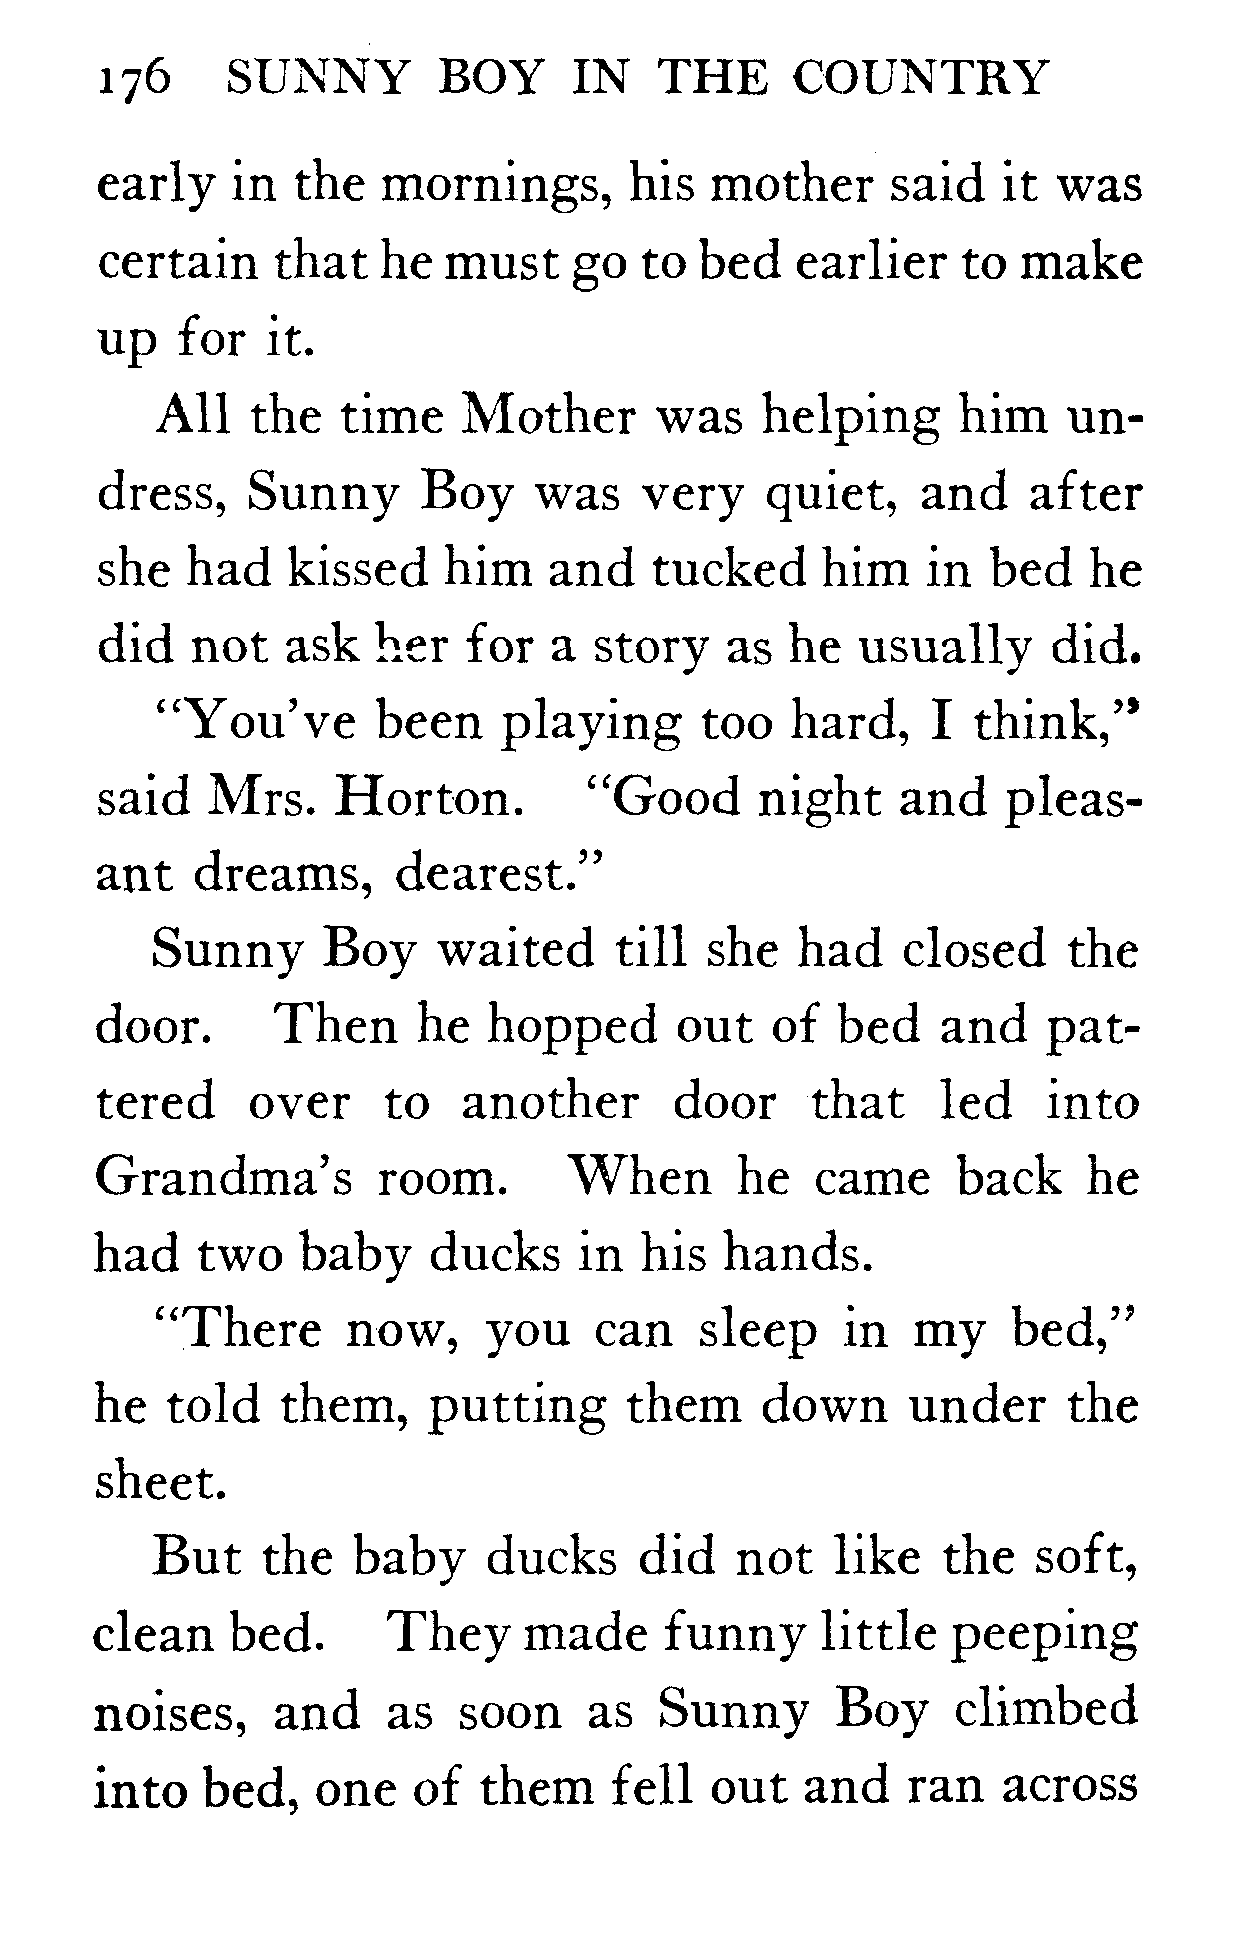 176 SUNNY BOY IN THE COUNTRY
early in the mornings, his mother said it was
certain that he must go to bed earlier to make
up for it.
All the time Mother was helping him un-
dress, Sunny Boy was very quiet, and after
she had kissed him and tucked him in bed he
did not ask her for a story as he usually did.
"You've been playing too hard, I think,"
said Mrs. Horton. "Good night and pleas-
ant dreams, dearest."
Sunny Boy waited till she had closed the
door. Then he hopped out of bed and pat-
tered over to another door that led into
Grandma's room. When he came back he
had two baby ducks in his hands.
"There now, you can sleep in my bed,"
he told them, putting them down under the
sheet.
But the baby ducks did not like the soft,
clean bed. They made funny little peeping
noises, and as soon as Sunny Boy climbed
into bed, one of them fell out and ran across